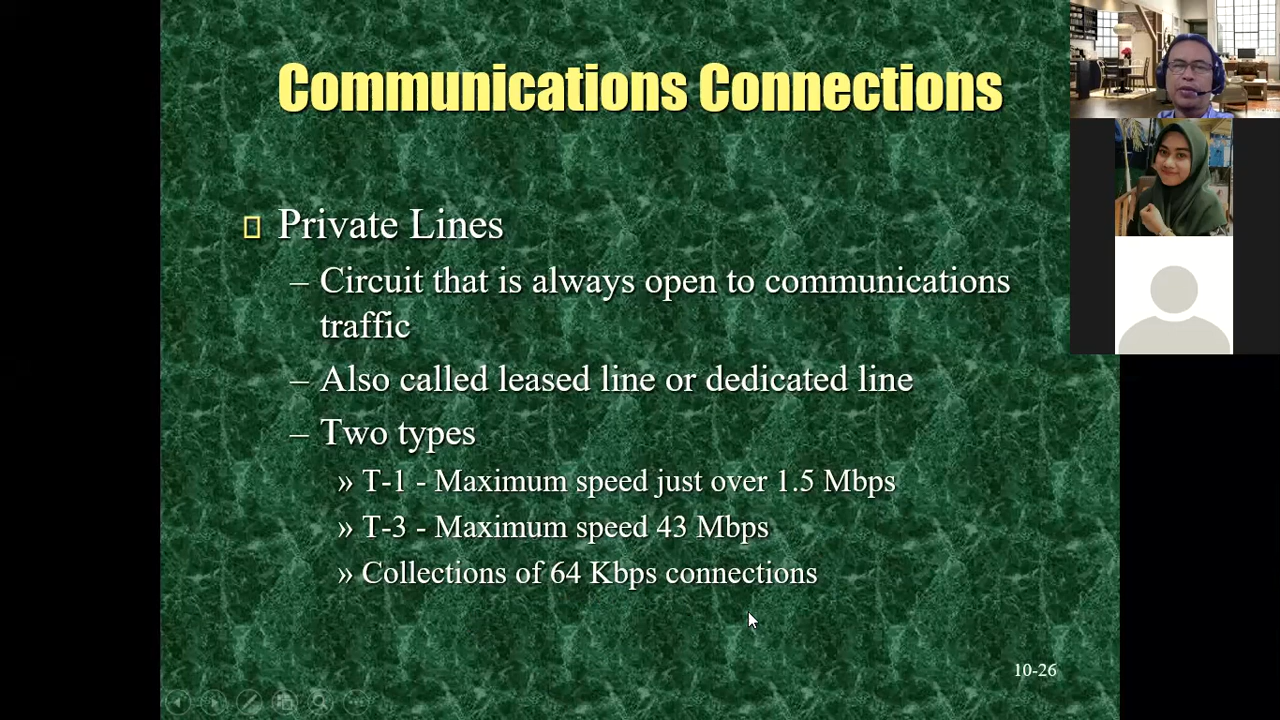 Communications Connections
Private Lines
– Circuit that is always open to communications
traffic
– Also called leased line or dedicated line
– Two types
» T-1 - Maximum speed just over 1.5 Mbps
» T-3 - Maximum speed 43 Mbps
» Collections of 64 Kbps connections
10-26